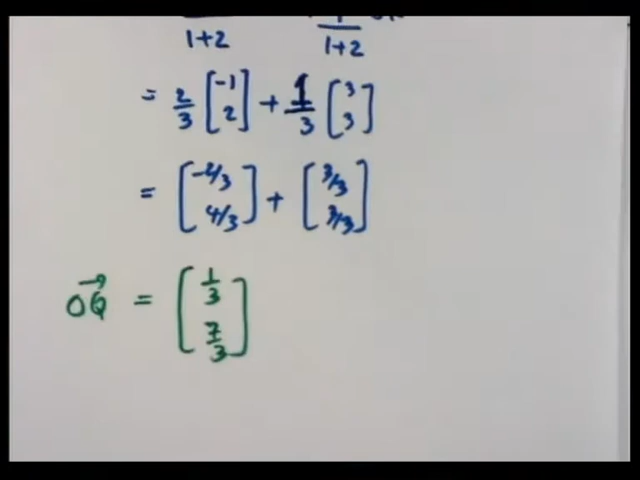 1+2 1+2
= 2/3 [-1 2] + 1/3 [3 3]
= [-2/3 4/3] + [3/3 3/3]
OQ⃗ = [1/3 7/3]